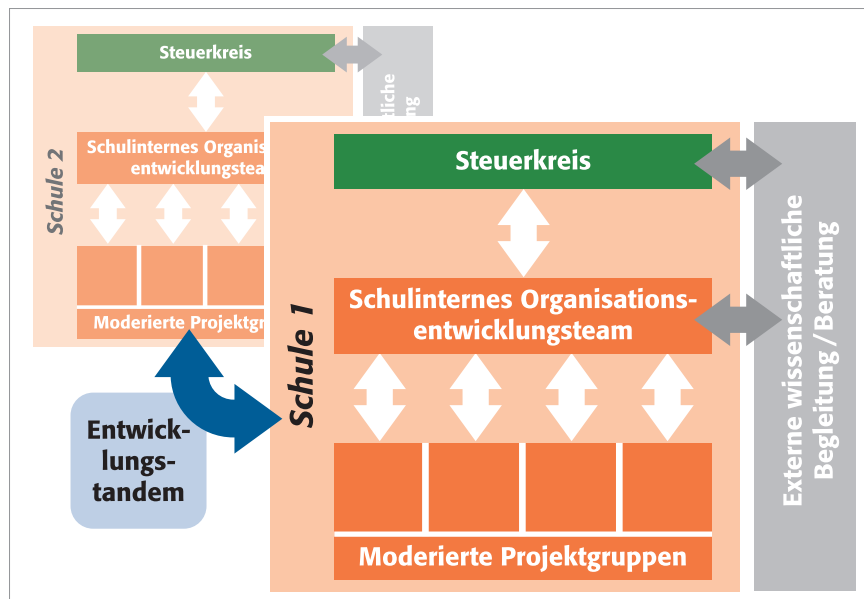 Steuerkreis
Schulinternes Organis
entwicklungstea
Moderierte Projektgr
Schule 2
Steuerkreis
Schulinternes Organisations-
entwicklungsteam
Moderierte Projektgruppen
Schule 1
Externe wissenschaftliche
Begleitung / Beratung
Entwick-
lungs-
tandem